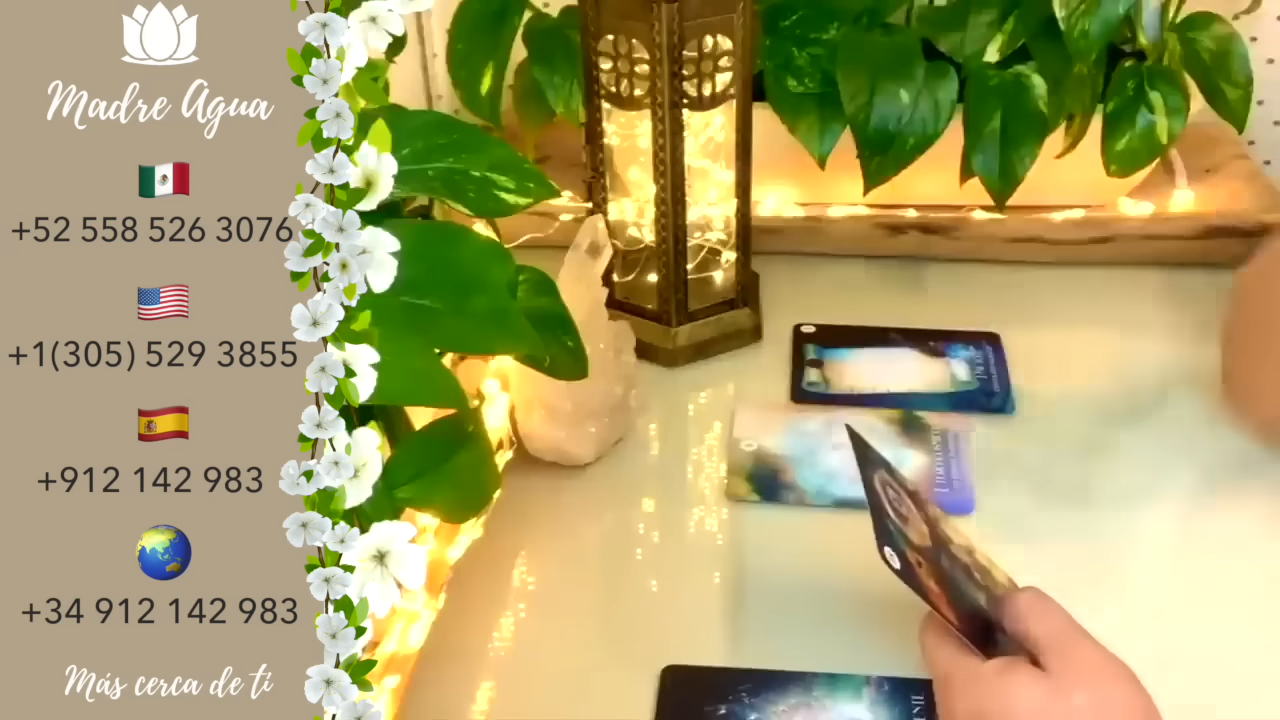 Madre Agua
+52 558 526 3076
+1(305) 529 3855
+912 142 983
+34 912 142 983
Más cerca de ti